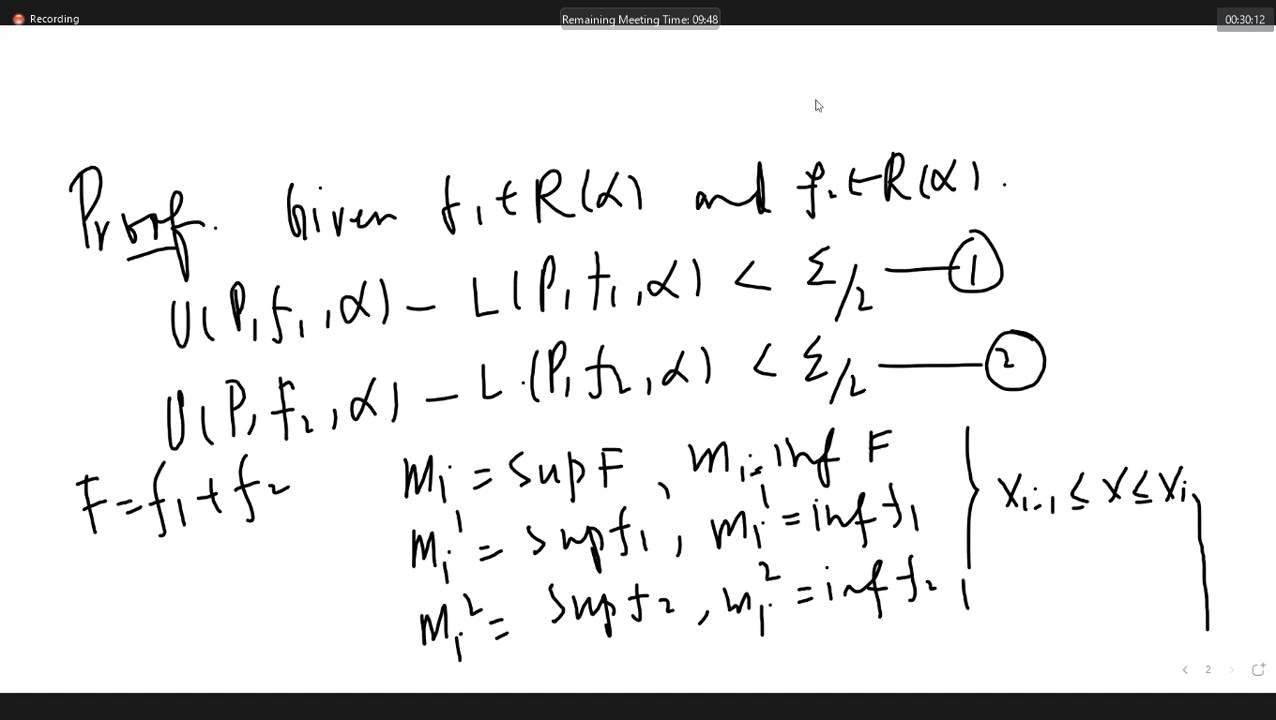 Recording
Remaining Meeting Time: 09:48
00:30:12
Proof. Given f₁ ∈ R(α) and f₂ ∈ R(α).
U(P, f₁, α) − L(P, f₁, α) < Σ/2 —— ①
U(P, f₂, α) − L(P, f₂, α) < Σ/2 —— ②
F = f₁ + f₂
Mᵢ = sup F, mᵢ = inf F
Mᵢ¹ = sup f₁, mᵢ¹ = inf f₁
Mᵢ² = sup f₂, mᵢ² = inf f₂
xᵢ₋₁ ≤ x ≤ xᵢ
2